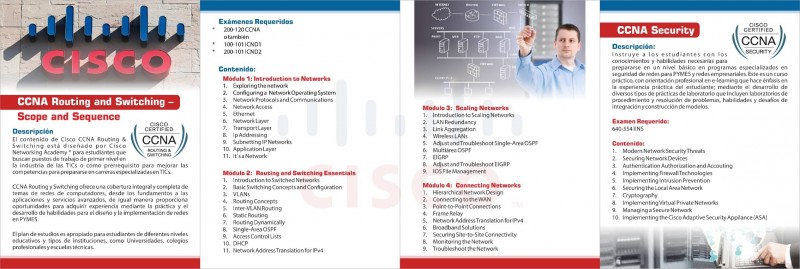 CISCO
CCNA Routing and Switching –
Scope and Sequence
Descripción
El contenido de Cisco CCNA Routing &
Switching está diseñado por Cisco
Networking Academy ® para estudiantes que
buscan puestos de trabajo de primer nivel en
la industria de las TICs o como prerrequisito para mejorar las
competencias para prepararse en carreras especializadas en TICs.
CISCO
CERTIFIED
CCNA
ROUTING &
SWITCHING
CCNA Routing y Switching ofrece una cobertura integral y completa de
temas de redes de computadores, desde los fundamentos a las
aplicaciones y servicios avanzados, de igual manera proporciona
oportunidades para adquirir experiencia mediante la práctica y el
desarrollo de habilidades para el diseño y la implementación de redes
en PYMES.
El plan de estudios es apropiado para estudiantes de diferentes niveles
educativos y tipos de instituciones, como Universidades, colegios
profesionales y escuelas técnicas.
Exámenes Requeridos
* 200-120 CCNA
o también
* 100-101 ICND1
* 200-101 ICND2
Contenido:
Módulo 1: Introduction to Networks
1. Exploring the network
2. Configuring a Network Operating System
3. Network Protocols and Communications
4. Network Access
5. Ethernet
6. Network Layer
7. Transport Layer
8. Ip Addressing
9. Subnetting IP Networks
10. Application Layer
11. It´s a Network
Módulo 2: Routing and Switching Essentials
1. Introduction to Switched Networks
2. Basic Switching Concepts and Configuration
3. VLANs
4. Routing Concepts
5. Inter-VLAN Routing
6. Static Routing
7. Routing Dynamically
8. Single-Area OSPF
9. Access Control Lists
10. DHCP
11. Network Address Translation for IPv4
Módulo 3: Scaling Networks
1. Introduction to Scaling Networks
2. LAN Redundancy
3. Link Aggregation
4. Wireless LANs
5. Adjust and Troubleshoot Single-Area OSPF
6. Multiárea OSPF
7. EIGRP
8. Adjust and Troubleshoot EIGRP
9. IOS File Management
Módulo 4: Connecting Networks
1. Hierarchical Network Design
2. Connecting to the WAN
3. Point-to-Point Connections
4. Frame Relay
5. Network Address Translation for IPv4
6. Broadband Solutions
7. Securing Site-to-Site Connectivity
8. Monitoring the Network
9. Troubleshoot the Network
CCNA Security
CISCO
CERTIFIED
CCNA
SECURITY
Descripción:
Instruye a los estudiantes con los
conocimientos y habilidades necesarias para
prepararse en un nivel básico en programas especializados en
seguridad de redes para PYMES y redes empresariales. Este es un curso
práctico, con orientación profesional en e-learning que hace énfasis en
la experiencia práctica del estudiante; mediante el desarrollo de
diversos tipos de prácticas de laboratorio que incluyen laboratorios de
procedimiento y resolución de problemas, habilidades y desafíos de
integración y construcción de modelos.
Examen Requerido:
640-554 IINS
Contenido:
1. Modern Network Security Threats
2. Securing Network Devices
3. Authentication Authorization and Accouting
4. Implementing Firewall Technologies
5. Implementing Intrusion Prevention
6. Securing the Local Area Network
7. Cryptography
8. Implementing Virtual Private Networks
9. Managing a Secure Network
10. Implementing the Cisco Adaptive Security Appliance (ASA)